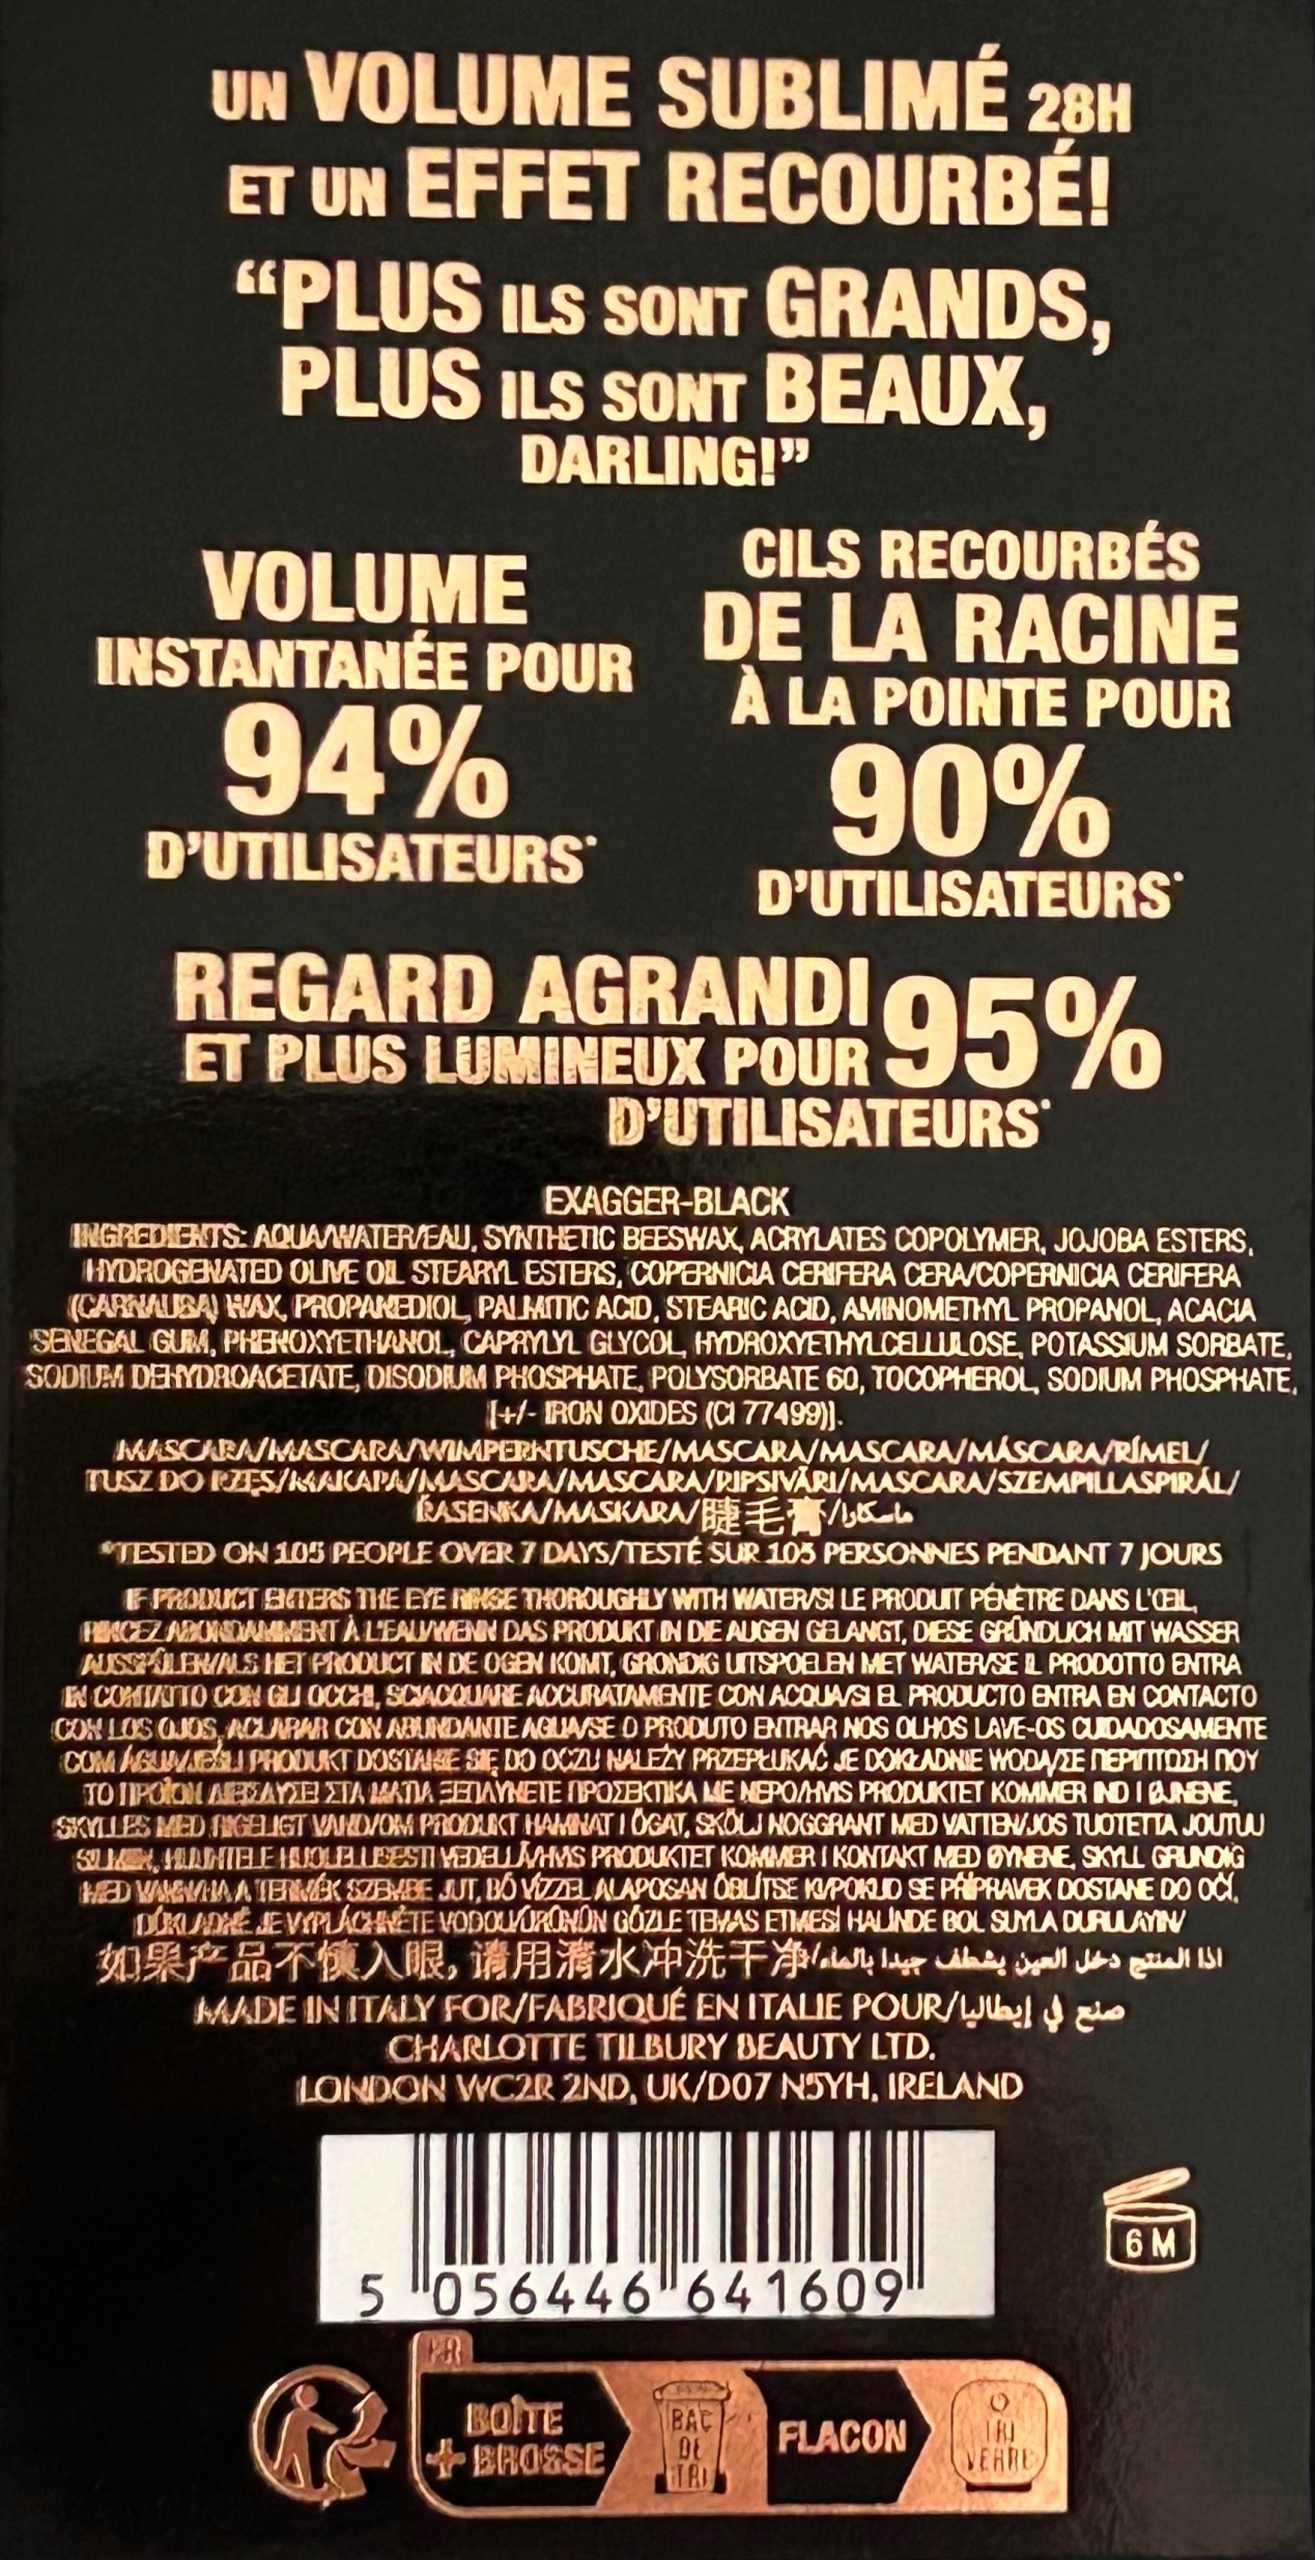 UN VOLUME SUBLIMÉ 28H
ET UN EFFET RECOURBÉ!
“PLUS ILS SONT GRANDS,
PLUS ILS SONT BEAUX,
DARLING!”
VOLUME
INSTANTANÉE POUR
94%
D’UTILISATEURS*
CILS RECOURBÉS
DE LA RACINE
À LA POINTE POUR
90%
D’UTILISATEURS*
REGARD AGRANDI
ET PLUS LUMINEUX POUR
95%
D’UTILISATEURS*
EXAGGER-BLACK
INGREDIENTS: AQUA/WATER/EAU, SYNTHETIC BEESWAX, ACRYLATES COPOLYMER, JOJOBA ESTERS,
HYDROGENATED OLIVE OIL STEARYL ESTERS, COPERNICIA CERIFERA CERA/COPERNICIA CERIFERA
(CARNAUBA) WAX, PROPANEDIOL, PALMITIC ACID, STEARIC ACID, AMINOMETHYL PROPANOL, ACACIA
SENEGAL GUM, PHENOXYETHANOL, CAPRYLYL GLYCOL, HYDROXYETHYLCELLULOSE, POTASSIUM SORBATE,
SODIUM DEHYDROACETATE, DISODIUM PHOSPHATE, POLYSORBATE 60, TOCOPHEROL, SODIUM PHOSPHATE,
[+/- IRON OXIDES (CI 77499)].
MASCARA/MASCARA/WIMPERNTUSCHE/MASCARA/MASCARA/MÁSCARA/RÍMEL/
TUSZ DO RZĘS/ΜΑΚΑΡΑ/MASCARA/MASCARA/RIPSIVÄRI/MASCARA/SZEMPILLASPIRÁL/
ŘASENKA/MASKARA/睫毛膏/ماسكارا
*TESTED ON 105 PEOPLE OVER 7 DAYS/TESTÉ SUR 105 PERSONNES PENDANT 7 JOURS
IF PRODUCT ENTERS THE EYE RINSE THOROUGHLY WITH WATER/SI LE PRODUIT PÉNÈTRE DANS L'ŒIL,
RINCEZ ABONDAMMENT À L'EAU/WENN DAS PRODUKT IN DIE AUGEN GELANGT, DIESE GRÜNDLICH MIT WASSER
AUSSPÜLEN/ALS HET PRODUCT IN DE OGEN KOMT, GRONDIG UITSPOELEN MET WATER/SE IL PRODOTTO ENTRA
IN CONTATTO CON GLI OCCHI, SCIACQUARE ACCURATAMENTE CON ACQUA/SI EL PRODUCTO ENTRA EN CONTACTO
CON LOS OJOS, ACLARAR CON ABUNDANTE AGUA/SE O PRODUTO ENTRAR NOS OLHOS LAVE-OS CUIDADOSAMENTE
COM ÁGUA/JEŚLI PRODUKT DOSTANIE SIĘ DO OCZU NALEŻY PRZEPŁUKAĆ JE DOKŁADNIE WODĄ/ΣΕ ΠΕΡΙΠΤΩΣΗ ΠΟΥ
ΤΟ ΠΡΟΪΟΝ ΣΤΑ ΜΑΤΙΑ ΞΕΠΛΥΝΕΤΕ ΠΡΟΣΕΚΤΙΚΑ ΜΕ ΝΕΡΟ/HVIS PRODUKTET KOMMER IND I ØJNENE,
SKYLLES MED RIGELIGT VAND/OM PRODUKT HAMNAT I ÖGAT, SKÖLJ NOGGRANT MED VATTEN/JOS TUOTETTA JOUTUU
SILMIIN, HUUHTELE HUOLELLISESTI VEDELLÄ/HVIS PRODUKTET KOMMER I KONTAKT MED ØYNENE, SKYLL GRUNDIG
MED VANN/HA A TERMÉK SZEMBE JUT, BŐ VÍZZEL ALAPOSAN ÖBLÍTSE KI/POKUD SE PŘÍPRAVEK DOSTANE DO OČÍ,
DŮKLADNĚ JE VYPLÁCHNĚTE VODOU/ÜRÜNÜN GÖZLE TEMAS ETMESİ HALİNDE BOL SUYLA DURULAYIN/
如果产品不慎入眼, 请用清水冲洗干净/اذا المنتج دخل العين يشطف جيدا بالماء
MADE IN ITALY FOR/FABRIQUÉ EN ITALIE POUR/صنع في إيطاليا
CHARLOTTE TILBURY BEAUTY LTD.
LONDON WC2R 2ND, UK/D07 N5YH, IRELAND
5 056446 641609
6 M
FR
BOÎTE
+ BROSSE
BAC
DE
TRI
FLACON
TRI
VERRE